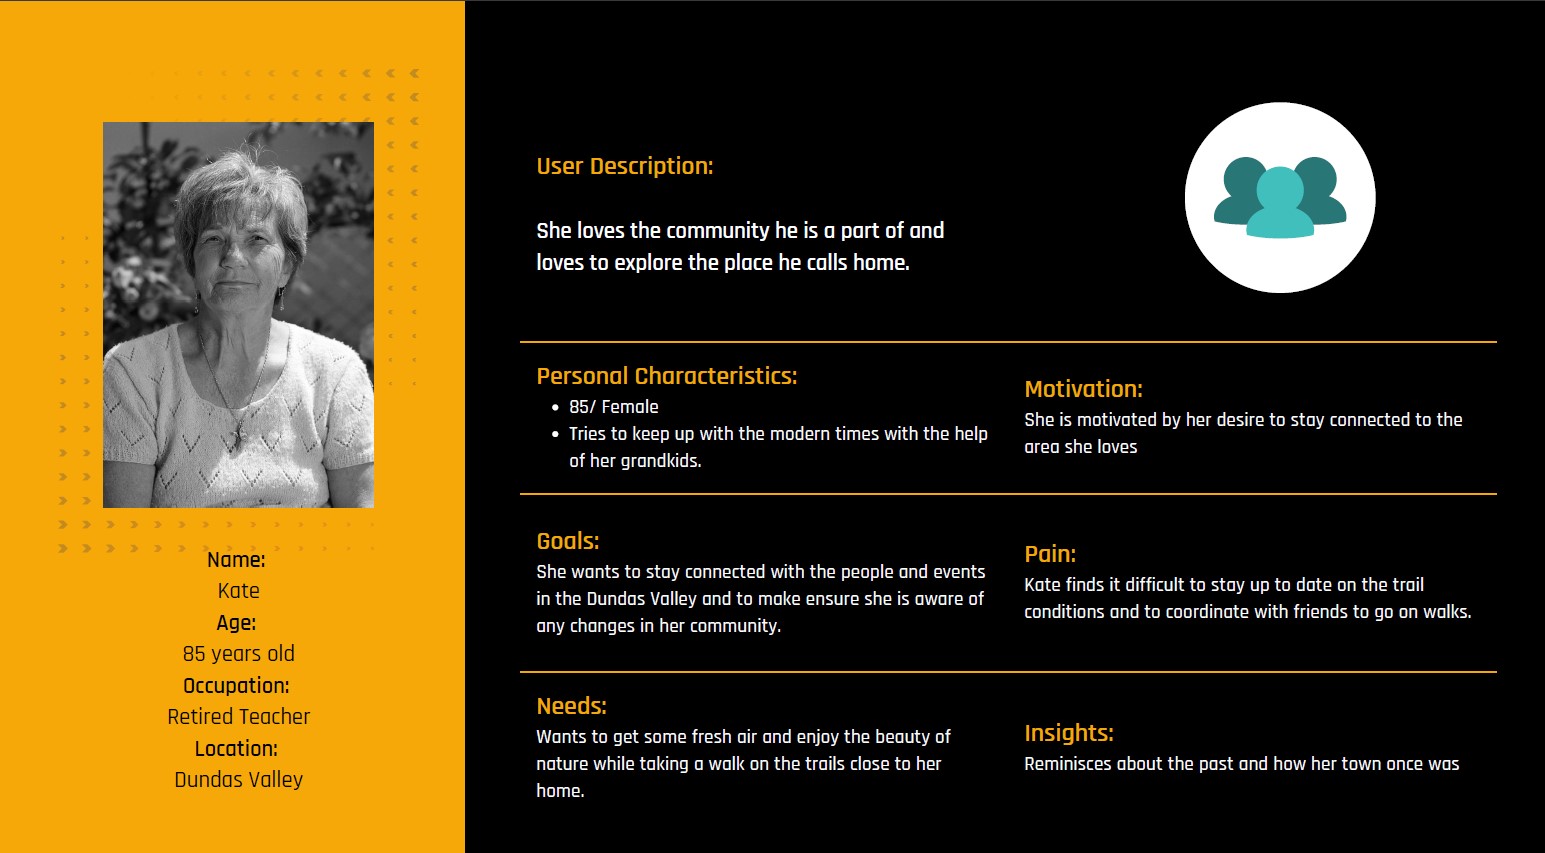 Name:
Kate
Age:
85 years old
Occupation:
Retired Teacher
Location:
Dundas Valley
User Description:
She loves the community he is a part of and
loves to explore the place he calls home.
Personal Characteristics:
• 85/ Female
• Tries to keep up with the modern times with the help
of her grandkids.
Motivation:
She is motivated by her desire to stay connected to the
area she loves
Goals:
She wants to stay connected with the people and events
in the Dundas Valley and to make ensure she is aware of
any changes in her community.
Pain:
Kate finds it difficult to stay up to date on the trail
conditions and to coordinate with friends to go on walks.
Needs:
Wants to get some fresh air and enjoy the beauty of
nature while taking a walk on the trails close to her
home.
Insights:
Reminisces about the past and how her town once was